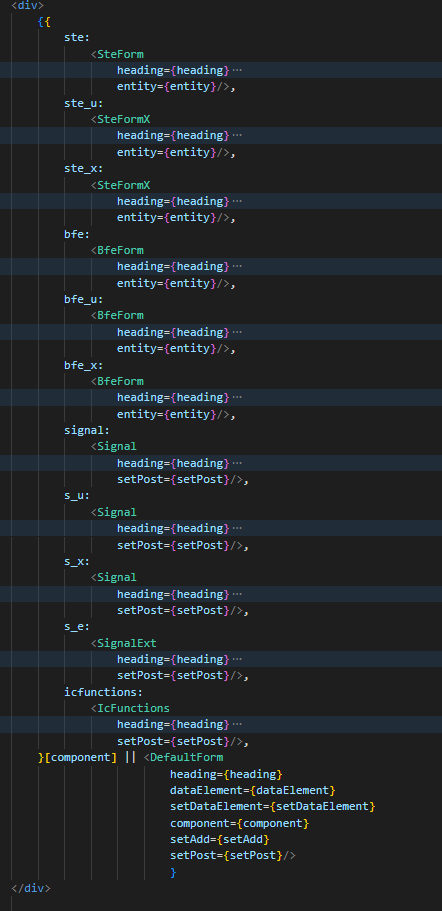 <div>
{{
ste:
<SteForm
heading={heading} ⋯
entity={entity}/>,
ste_u:
<SteFormX
heading={heading} ⋯
entity={entity}/>,
ste_x:
<SteFormX
heading={heading} ⋯
entity={entity}/>,
bfe:
<BfeForm
heading={heading} ⋯
entity={entity}/>,
bfe_u:
<BfeForm
heading={heading} ⋯
entity={entity}/>,
bfe_x:
<BfeForm
heading={heading} ⋯
entity={entity}/>,
signal:
<Signal
heading={heading} ⋯
setPost={setPost}/>,
s_u:
<Signal
heading={heading} ⋯
setPost={setPost}/>,
s_x:
<Signal
heading={heading} ⋯
setPost={setPost}/>,
s_e:
<SignalExt
heading={heading} ⋯
setPost={setPost}/>,
icfunctions:
<IcFunctions
heading={heading} ⋯
setPost={setPost}/>,
}[component] || <DefaultForm
heading={heading}
dataElement={dataElement}
setDataElement={setDataElement}
component={component}
setAdd={setAdd}
setPost={setPost}/>
}
</div>